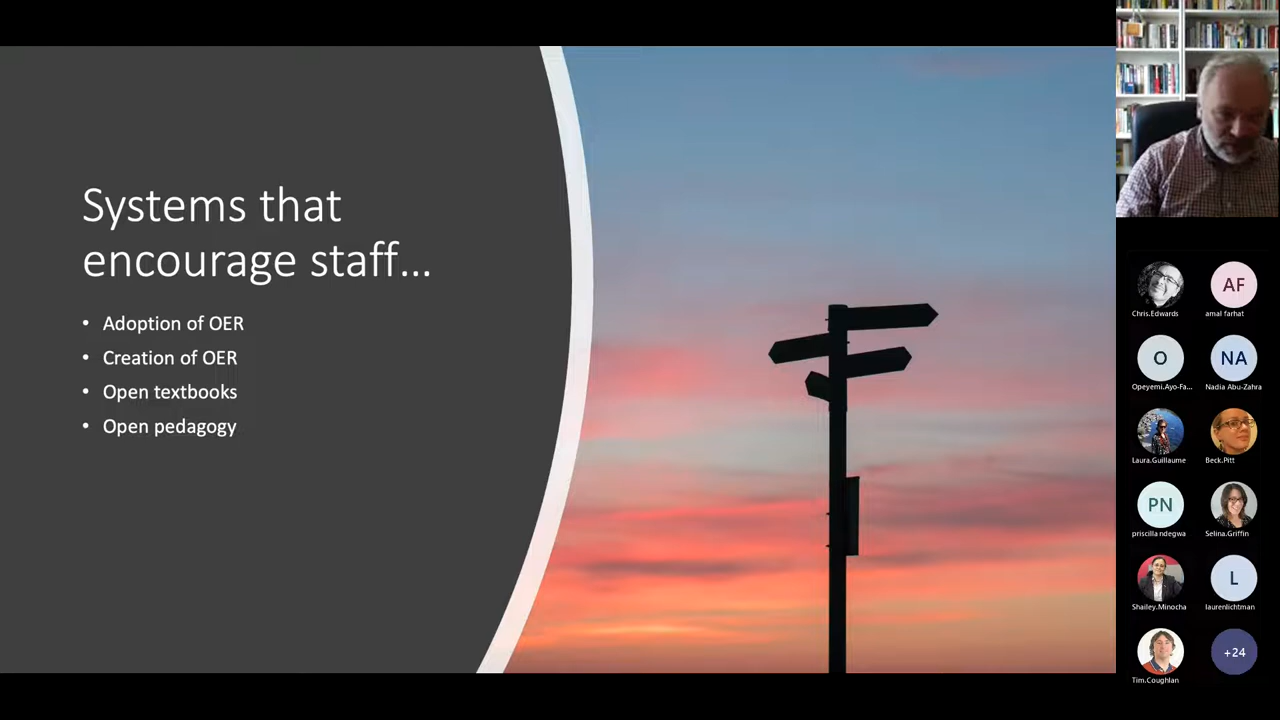 Systems that
encourage staff...
• Adoption of OER
• Creation of OER
• Open textbooks
• Open pedagogy
Chris.Edwards
AF
amal farhat
O
Opeyemi.Ayo-Fa...
NA
Nadia Abu-Zahra
Laura.Guillaume
Beck.Pitt
PN
priscilla ndegwa
Selina.Griffin
Shailey.Minocha
L
laurenlichtman
Tim.Coughlan
+24